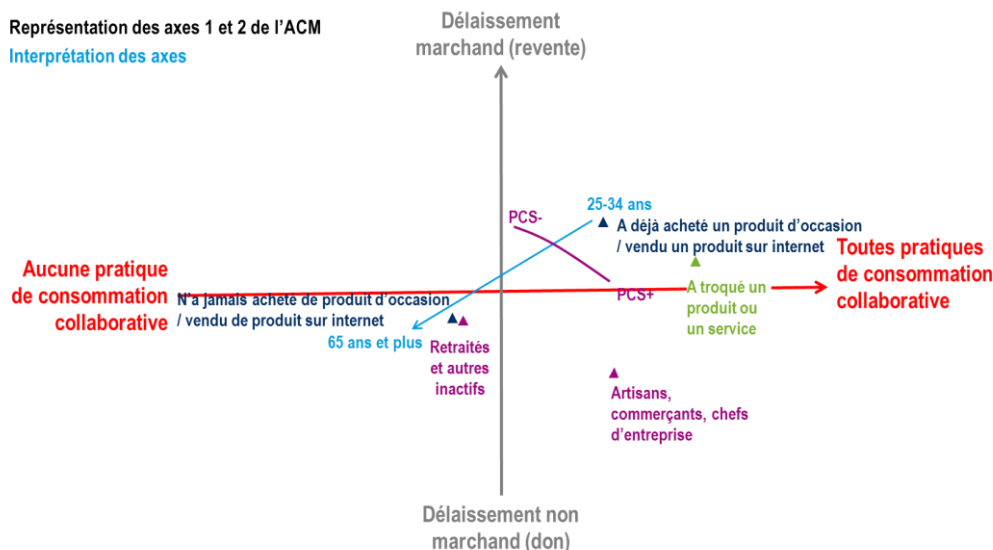 Représentation des axes 1 et 2 de l'ACM
Interprétation des axes
Délaissement
marchand (revente)
25-34 ans
PCS-
A déjà acheté un produit d'occasion
/ vendu un produit sur internet
Toutes pratiques
de consommation
collaborative
Aucune pratique
de consommation
collaborative
N'a jamais acheté de produit d'occasion
/ vendu de produit sur internet
PCS+
A troqué un
produit ou
un service
65 ans et plus
Retraités
et autres
inactifs
Artisans,
commerçants, chefs
d'entreprise
Délaissement non
marchand (don)